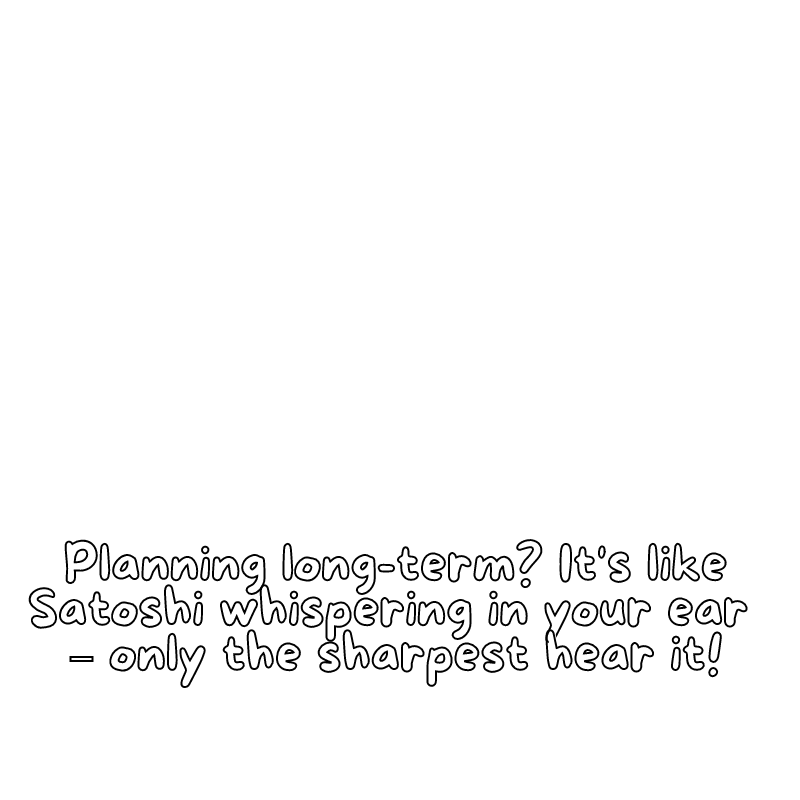 Planning long-term? It's like
Satoshi whispering in your ear
– only the sharpest hear it!